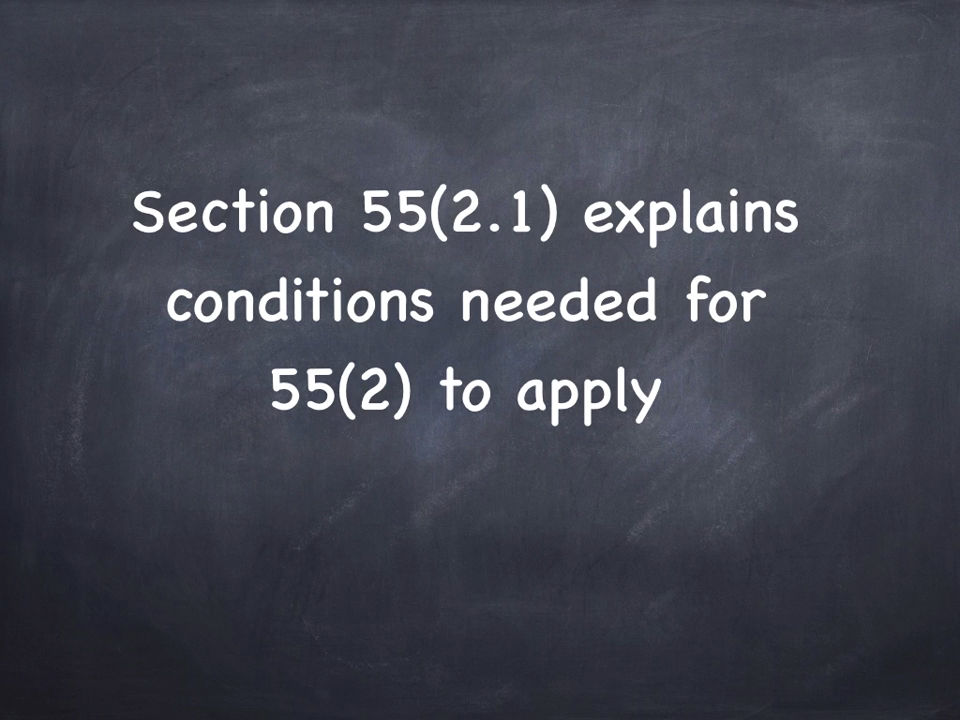 Section 55(2.1) explains
conditions needed for
55(2) to apply